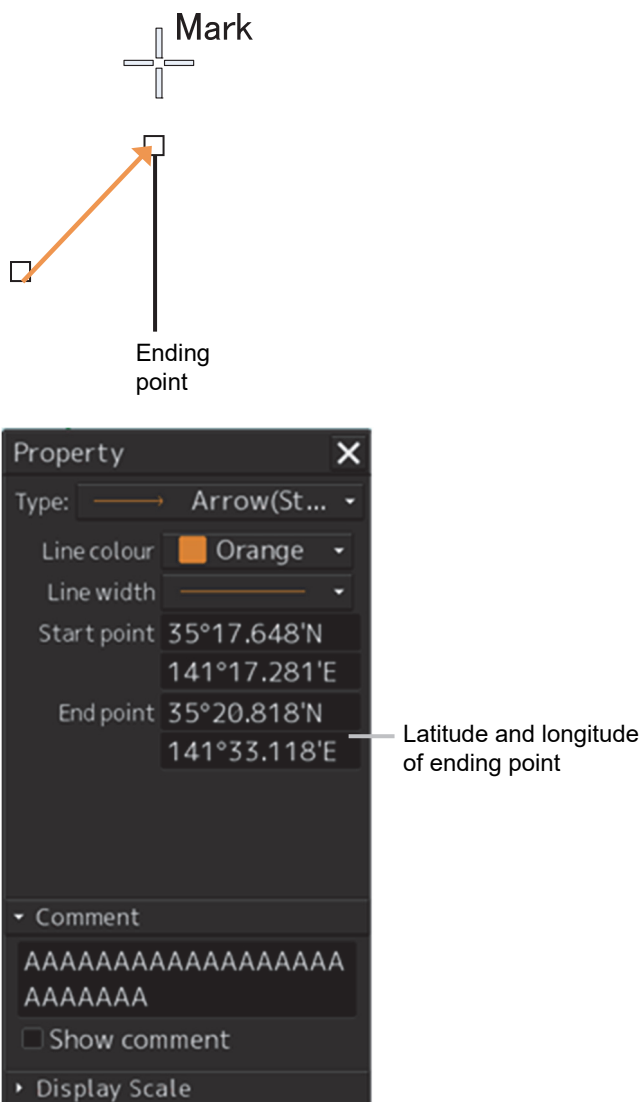 Mark
Ending
point
Property
Type: Arrow(St...
Line colour Orange
Line width
Start point 35°17.648'N
141°17.281'E
End point 35°20.818'N
141°33.118'E
Latitude and longitude
of ending point
Comment
AAAAAAAAAAAAAAAAAA
AAAAAAA
Show comment
Display Scale